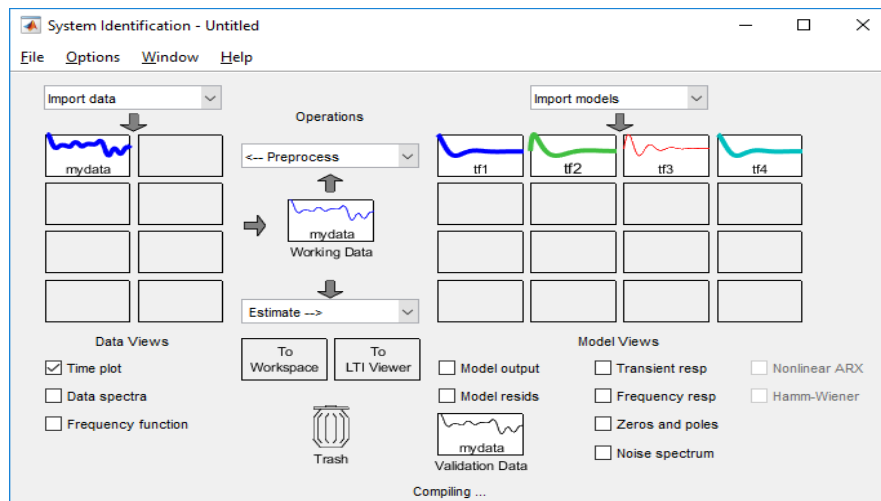 System Identification - Untitled
File Options Window Help
Import data
Import models
Operations
mydata
<-- Preprocess
tf1 tf2 tf3 tf4
mydata
Working Data
Estimate -->
Data Views
Model Views
To Workspace
To LTI Viewer
Time plot
Data spectra
Frequency function
Model output
Model resids
Transient resp
Frequency resp
Zeros and poles
Noise spectrum
Nonlinear ARX
Hamm-Wiener
Trash
mydata
Validation Data
Compiling ...